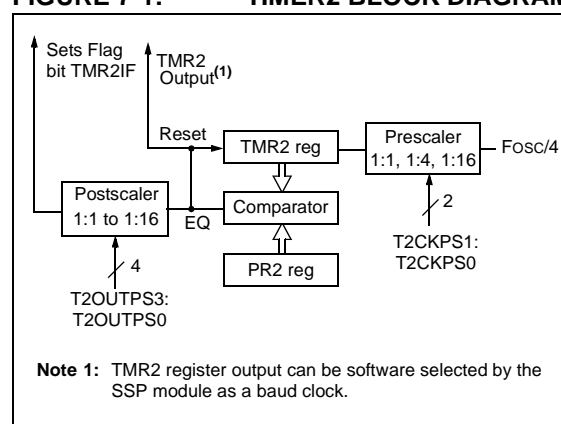 FIGURE 7-1: TIMER2 BLOCK DIAGRAM
Sets Flag
bit TMR2IF
TMR2
Output(1)
Reset
TMR2 reg
Prescaler
1:1, 1:4, 1:16
FOSC/4
Postscaler
1:1 to 1:16
EQ
Comparator
2
T2CKPS1:
T2CKPS0
4
PR2 reg
T2OUTPS3:
T2OUTPS0
Note 1: TMR2 register output can be software selected by the
SSP module as a baud clock.